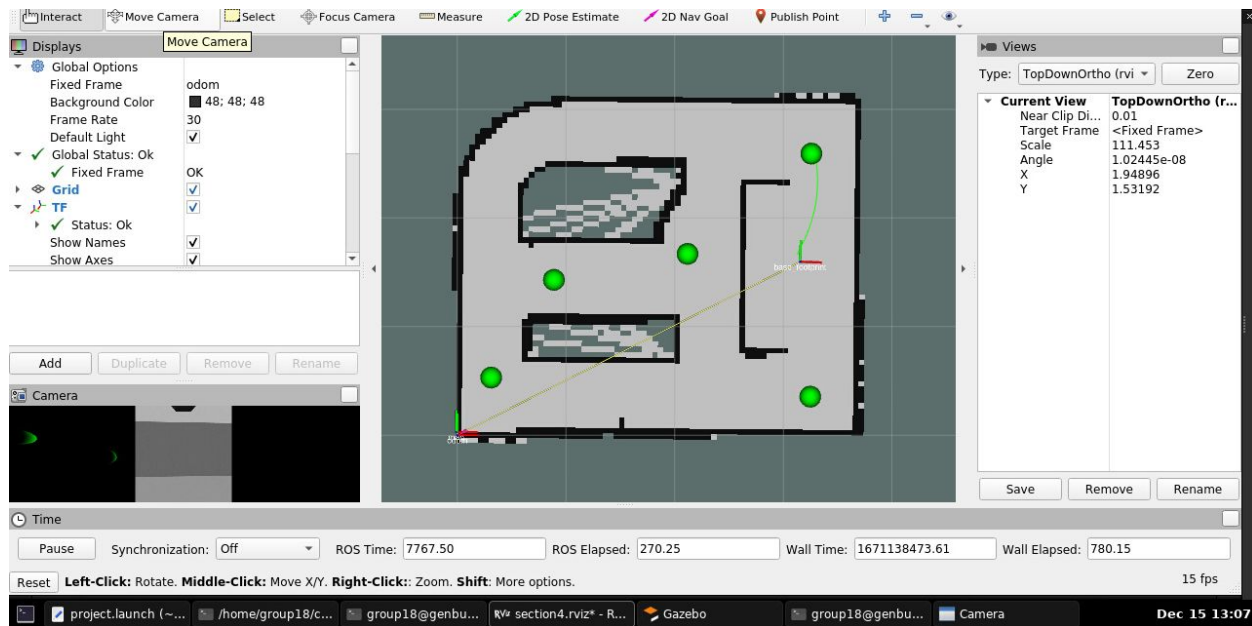 Interact Move Camera Select Focus Camera Measure 2D Pose Estimate 2D Nav Goal Publish Point
Move Camera
Displays
Global Options
Fixed Frame odom
Background Color 48; 48; 48
Frame Rate 30
Default Light
Global Status: Ok
Fixed Frame OK
Grid
TF
Status: Ok
Show Names
Show Axes
Add Duplicate Remove Rename
Camera
base_footprint
odom
Views
Type: TopDownOrtho (rvi Zero
Current View TopDownOrtho (r...
Near Clip Di... 0.01
Target Frame <Fixed Frame>
Scale 111.453
Angle 1.02445e-08
X 1.94896
Y 1.53192
Save Remove Rename
Time
Pause Synchronization: Off ROS Time: 7767.50 ROS Elapsed: 270.25 Wall Time: 1671138473.61 Wall Elapsed: 780.15
Reset Left-Click: Rotate. Middle-Click: Move X/Y. Right-Click:: Zoom. Shift: More options. 15 fps
project.launch (~... /home/group18/c... group18@genbu... RViz section4.rviz* - R... Gazebo group18@genbu... Camera Dec 15 13:07